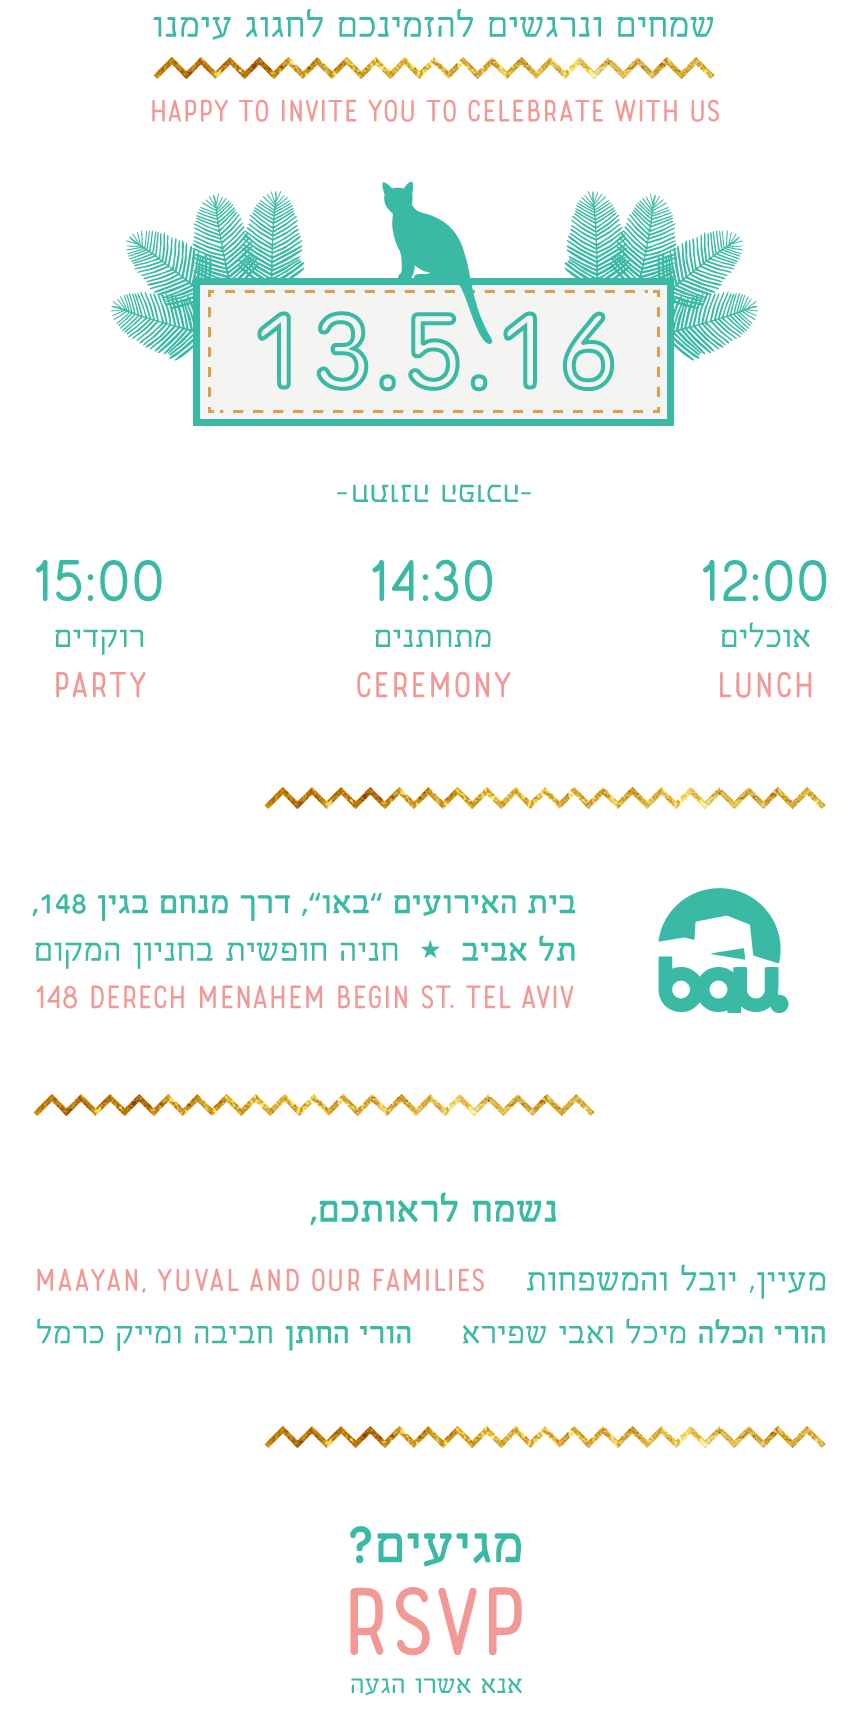 שמחים ונרגשים להזמינכם לחגוג עימנו
HAPPY TO INVITE YOU TO CELEBRATE WITH US
13.5.16
-חתונה הפוכה-
12:00
אוכלים
LUNCH
14:30
מתחתנים
CEREMONY
15:00
רוקדים
PARTY
bau.
בית האירועים “באו“, דרך מנחם בגין 148,
תל אביב ★ חניה חופשית בחניון המקום
148 DERECH MENAHEM BEGIN ST. TEL AVIV
נשמח לראותכם,
מעיין, יובל והמשפחות MAAYAN, YUVAL AND OUR FAMILIES
הורי הכלה מיכל ואבי שפירא הורי החתן חביבה ומייק כרמל
מגיעים?
RSVP
אנא אשרו הגעה